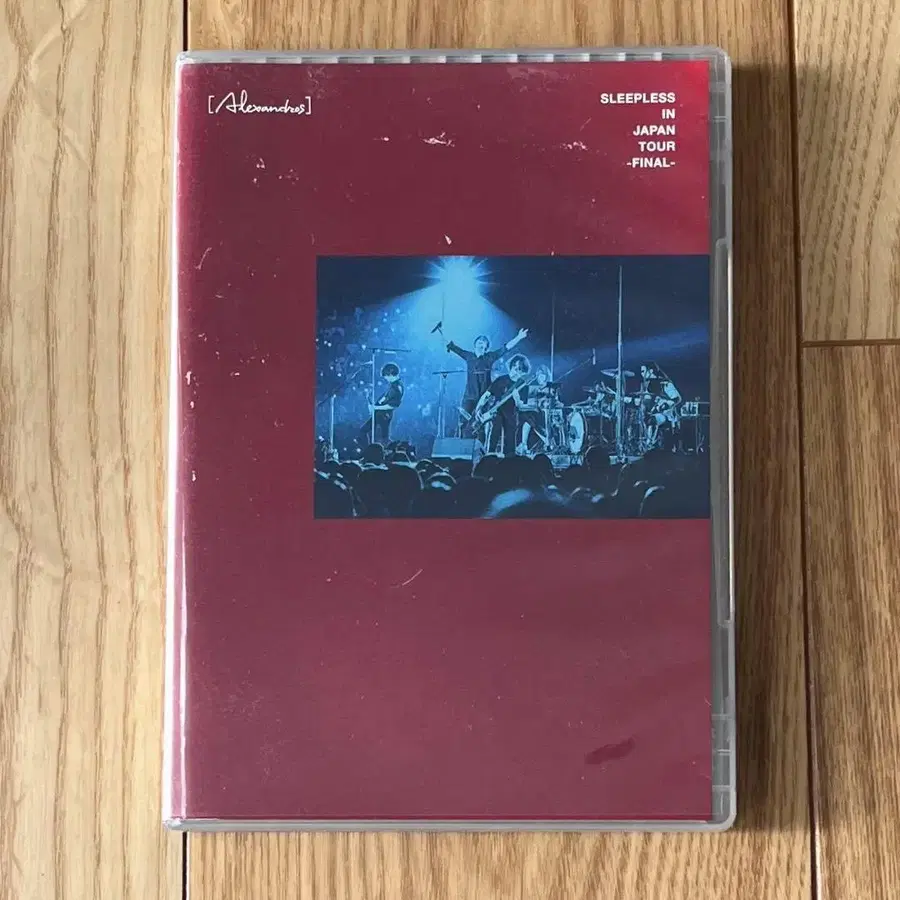 [Alexandros]
SLEEPLESS
IN
JAPAN
TOUR
-FINAL-